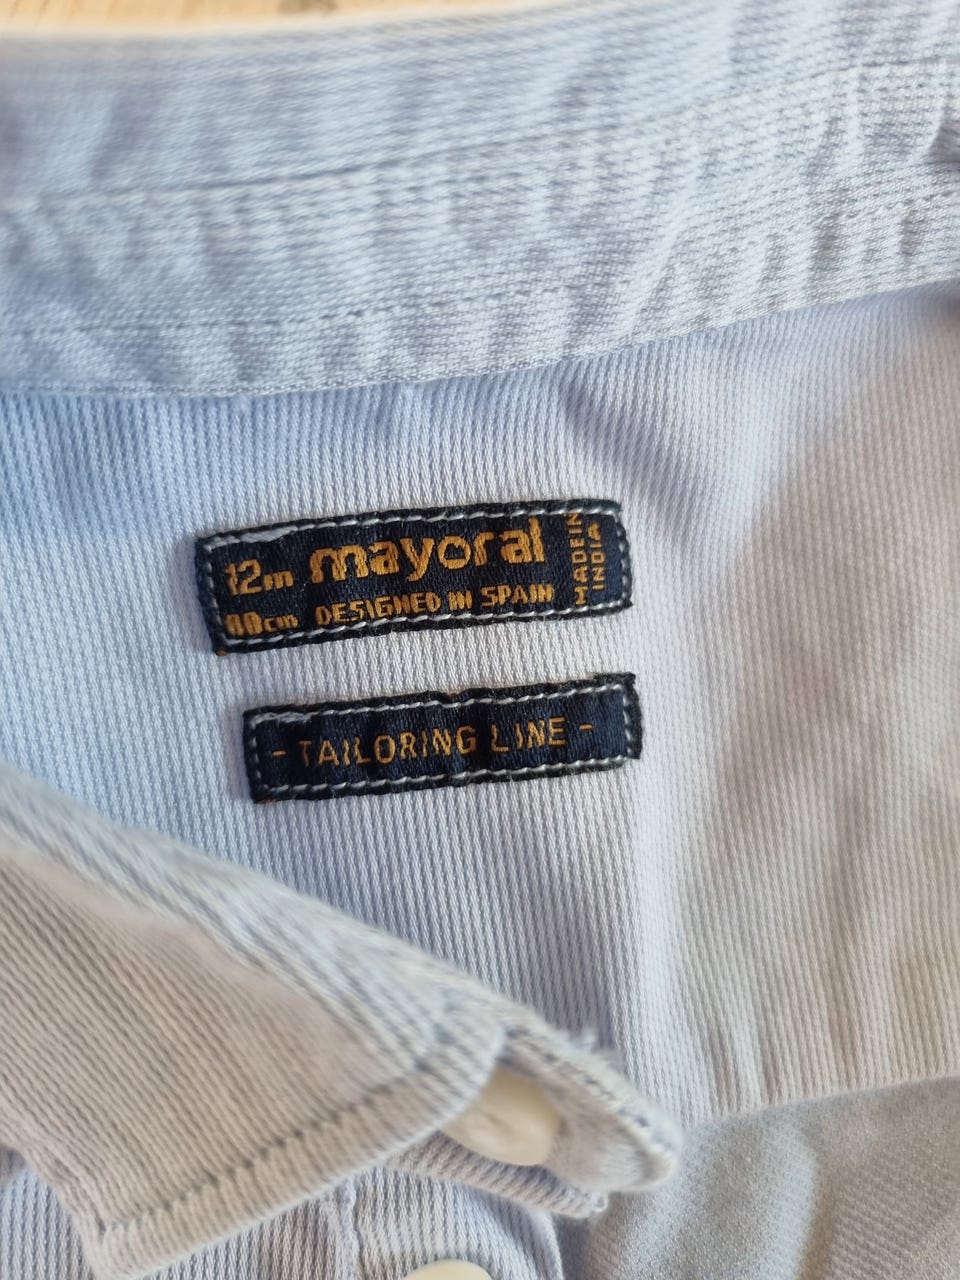 12m mayoral
80cm DESIGNED IN SPAIN
MADE IN
INDIA
- TAILORING LINE -